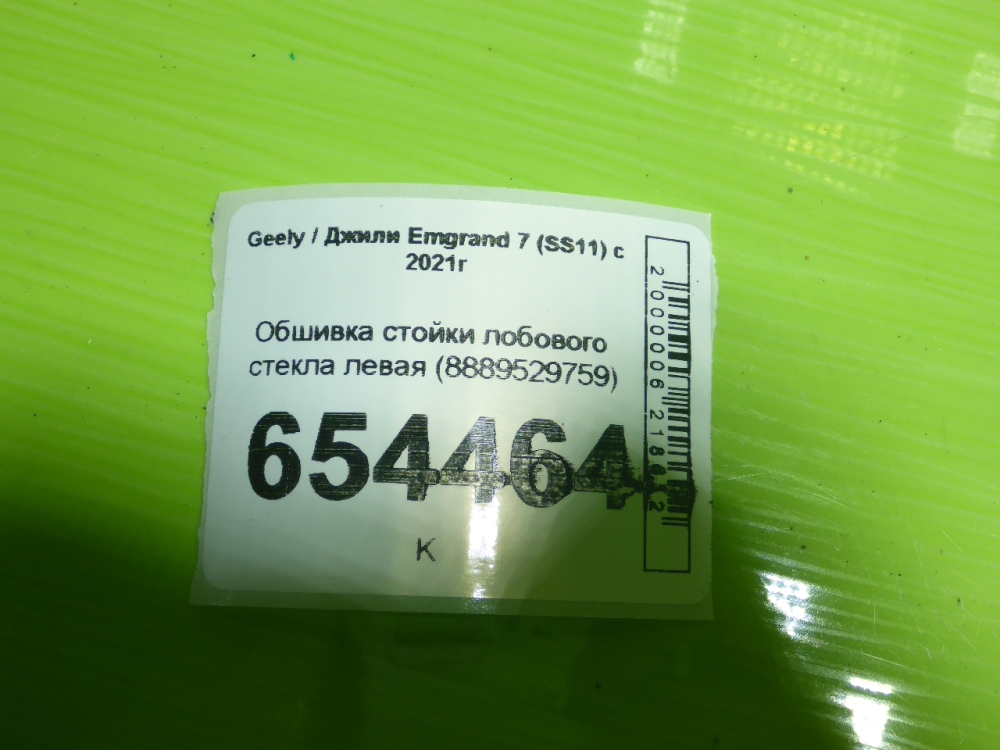 Geely / Джили Emgrand 7 (SS11) с
2021г
Обшивка стойки лобового
стекла левая (8889529759)
654464
К